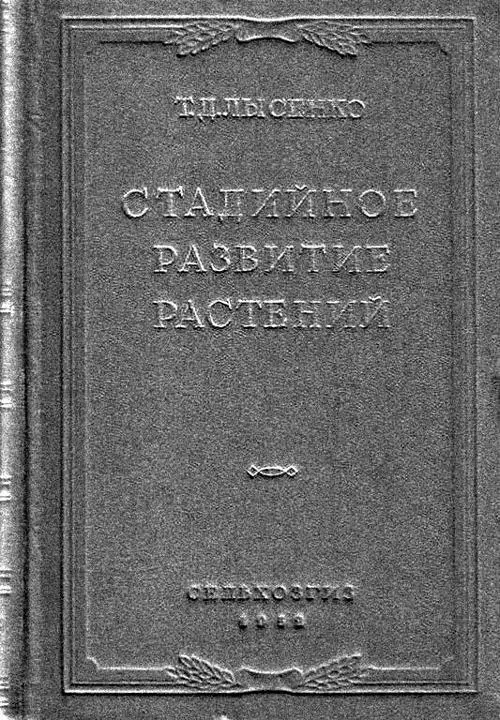 Т.Д.ЛЫСЕНКО
СТАДИЙНОЕ
РАЗВИТИЕ
РАСТЕНИЙ
СЕЛЬХОЗГИЗ
1952